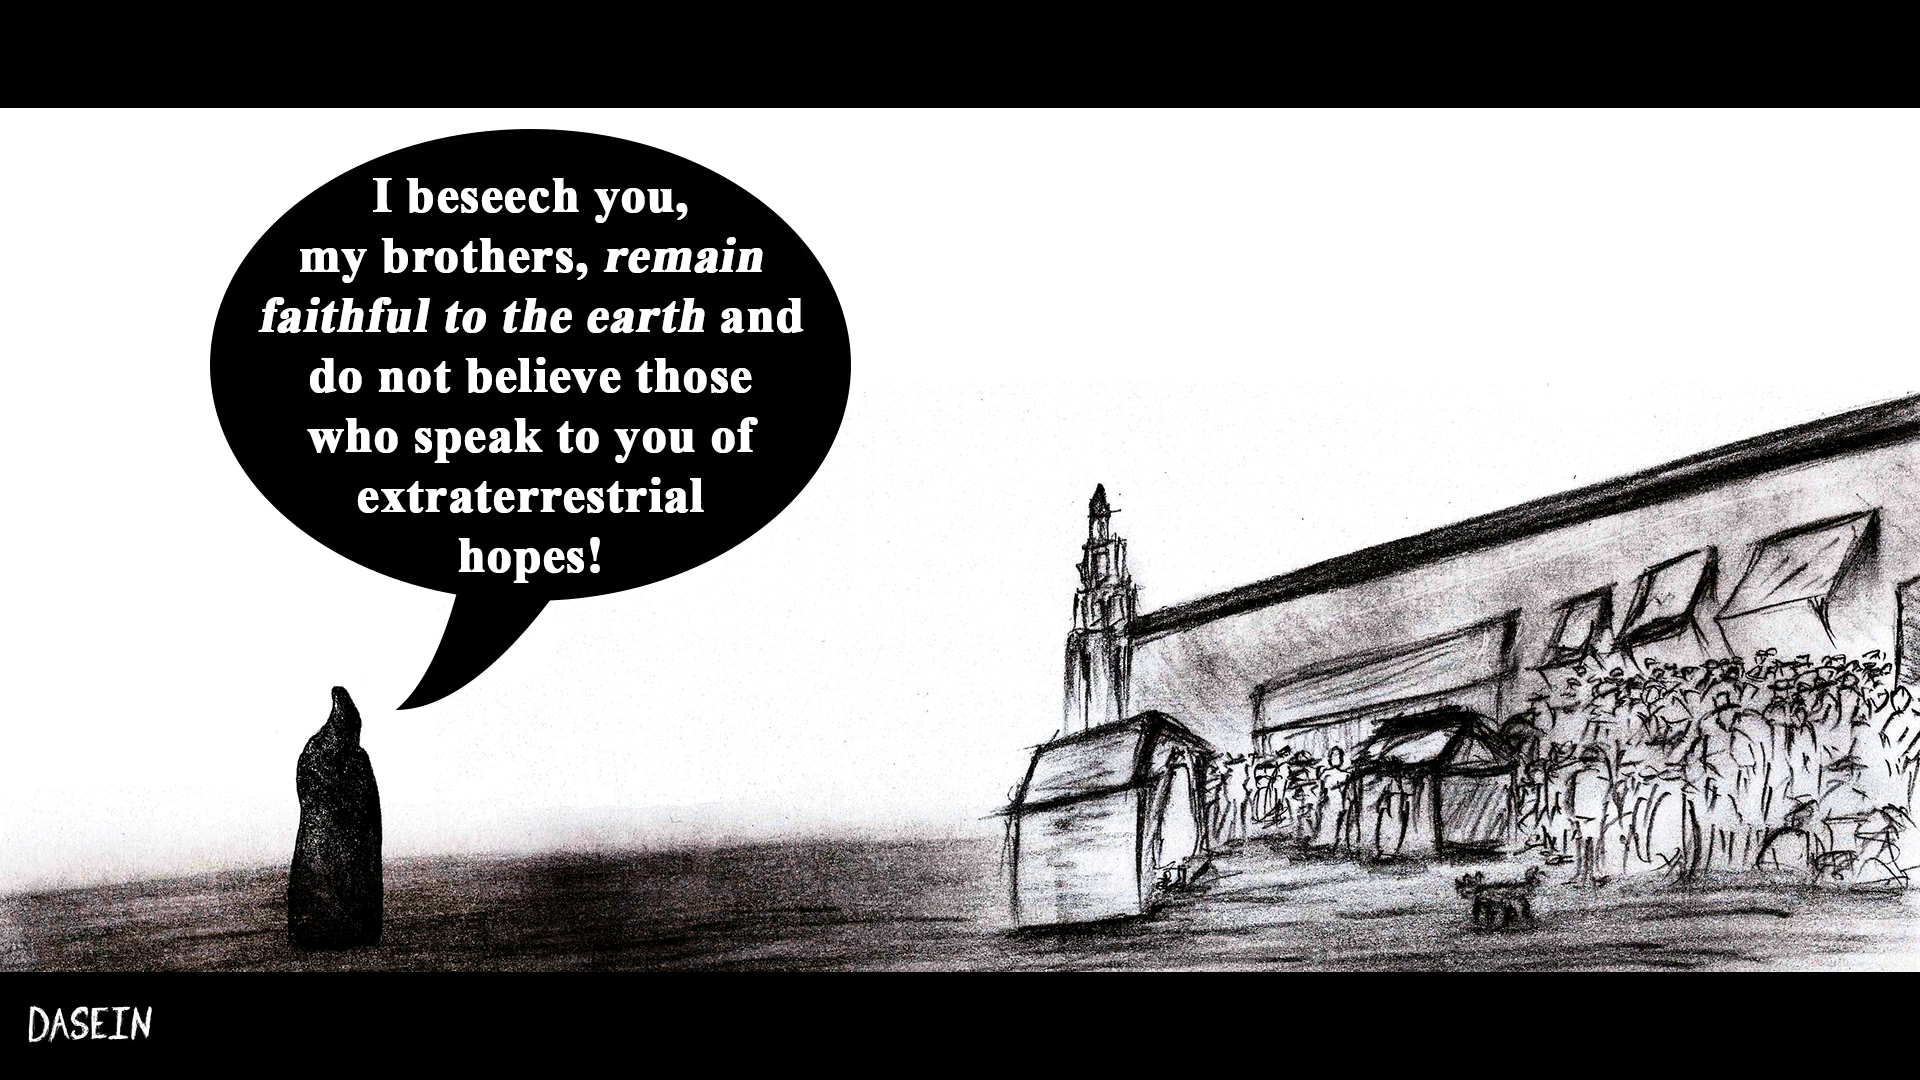 I beseech you,
my brothers, remain
faithful to the earth and
do not believe those
who speak to you of
extraterrestrial
hopes!
DASEIN